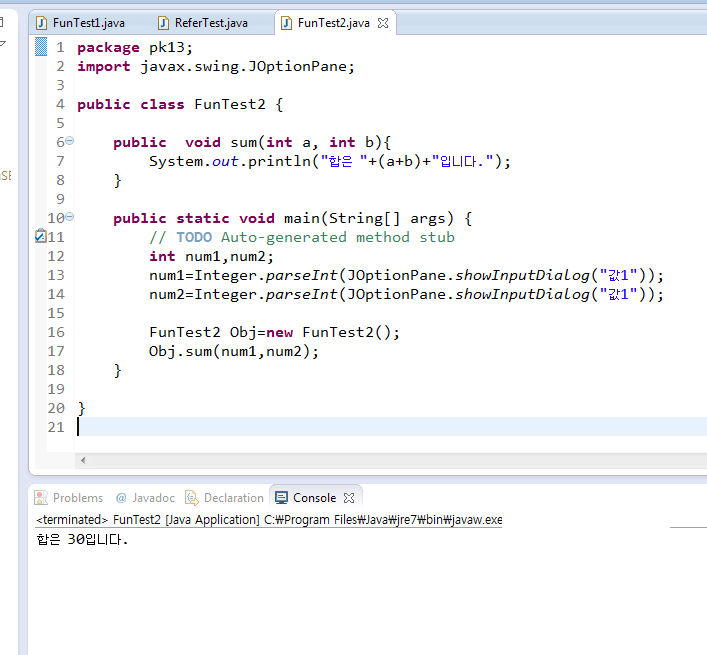 FunTest1.java ReferTest.java FunTest2.java
1 package pk13;
2 import javax.swing.JOptionPane;
3
4 public class FunTest2 {
5
6 public  void sum(int a, int b){
7 System.out.println("합은 "+(a+b)+"입니다.");
8 }
9
10 public static void main(String[] args) {
11 // TODO Auto-generated method stub
12 int num1,num2;
13 num1=Integer.parseInt(JOptionPane.showInputDialog("값1"));
14 num2=Integer.parseInt(JOptionPane.showInputDialog("값1"));
15
16 FunTest2 Obj=new FunTest2();
17 Obj.sum(num1,num2);
18 }
19
20 }
21
Problems @ Javadoc Declaration Console
<terminated> FunTest2 [Java Application] C:₩Program Files₩Java₩jre7₩bin₩javaw.exe
합은 30입니다.